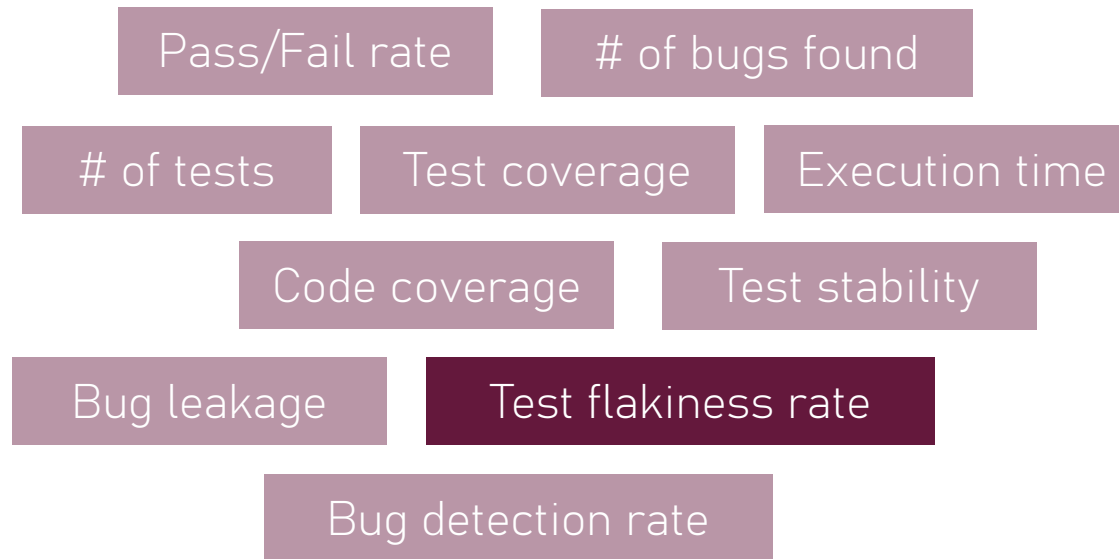 Pass/Fail rate
# of bugs found
# of tests
Test coverage
Execution time
Code coverage
Test stability
Bug leakage
Test flakiness rate
Bug detection rate